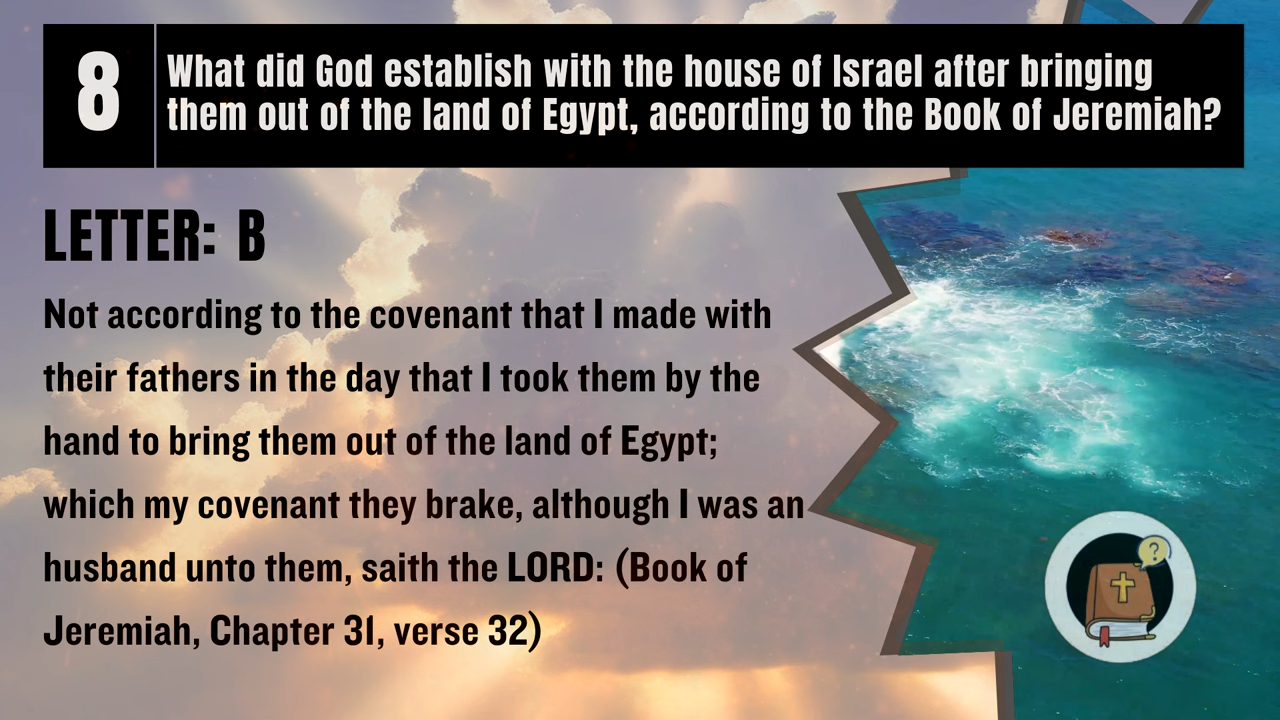 8
What did God establish with the house of Israel after bringing
them out of the land of Egypt, according to the Book of Jeremiah?
LETTER: B
Not according to the covenant that I made with
their fathers in the day that I took them by the
hand to bring them out of the land of Egypt;
which my covenant they brake, although I was an
husband unto them, saith the LORD: (Book of
Jeremiah, Chapter 31, verse 32)
?